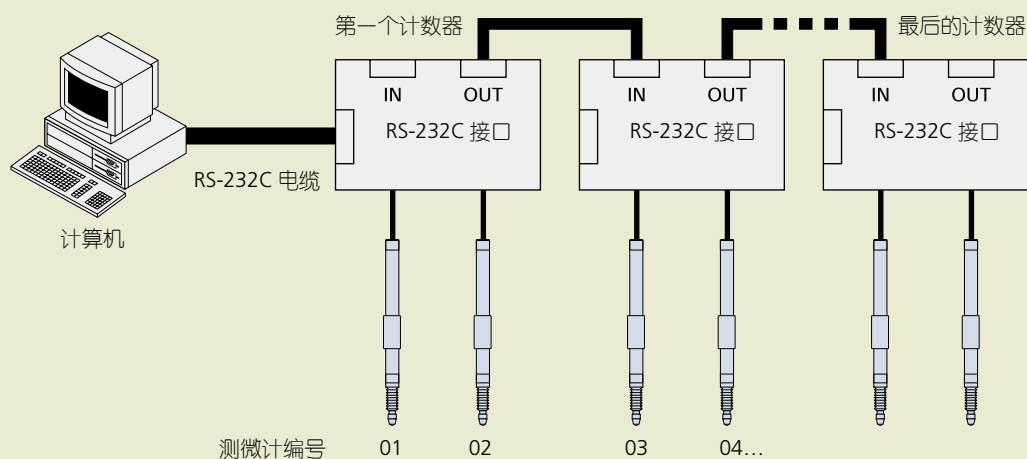 第一个计数器
最后的计数器
IN OUT
IN OUT
IN OUT
RS-232C 接口
RS-232C 接口
RS-232C 接口
RS-232C 电缆
计算机
测微计编号 01 02 03 04...